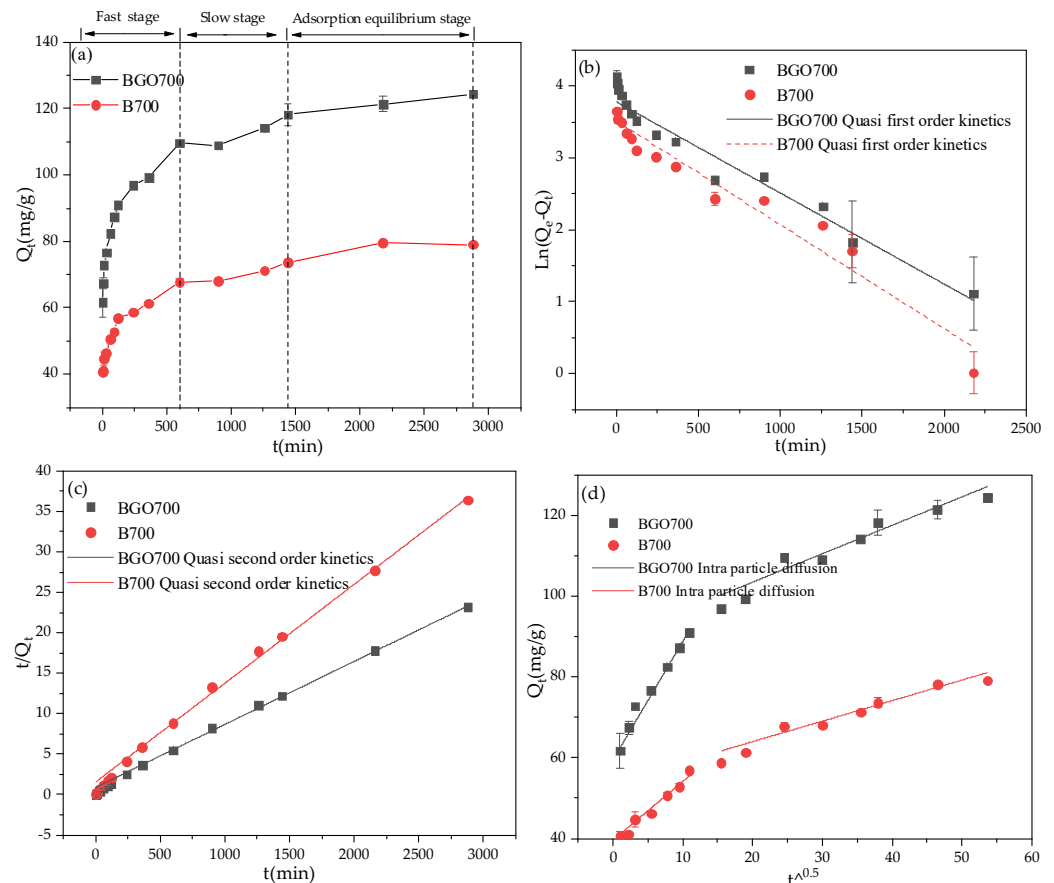 Fast stage Slow stage Adsorption equilibrium stage
(a)
BGO700
B700
140
120
100
80
60
40
Qt(mg/g)
0 500 1000 1500 2000 2500 3000
t(min)
(b)
BGO700
B700
BGO700 Quasi first order kinetics
B700 Quasi first order kinetics
4
3
2
1
0
Ln(Qe-Qt)
0 500 1000 1500 2000 2500
t(min)
(c)
BGO700
B700
BGO700 Quasi second order kinetics
B700 Quasi second order kinetics
40
35
30
25
20
15
10
5
0
-5
t/Qt
0 500 1000 1500 2000 2500 3000
t(min)
(d)
BGO700
B700
BGO700 Intra particle diffusion
B700 Intra particle diffusion
120
100
80
60
40
Qt(mg/g)
0 10 20 30 40 50 60
t^0.5